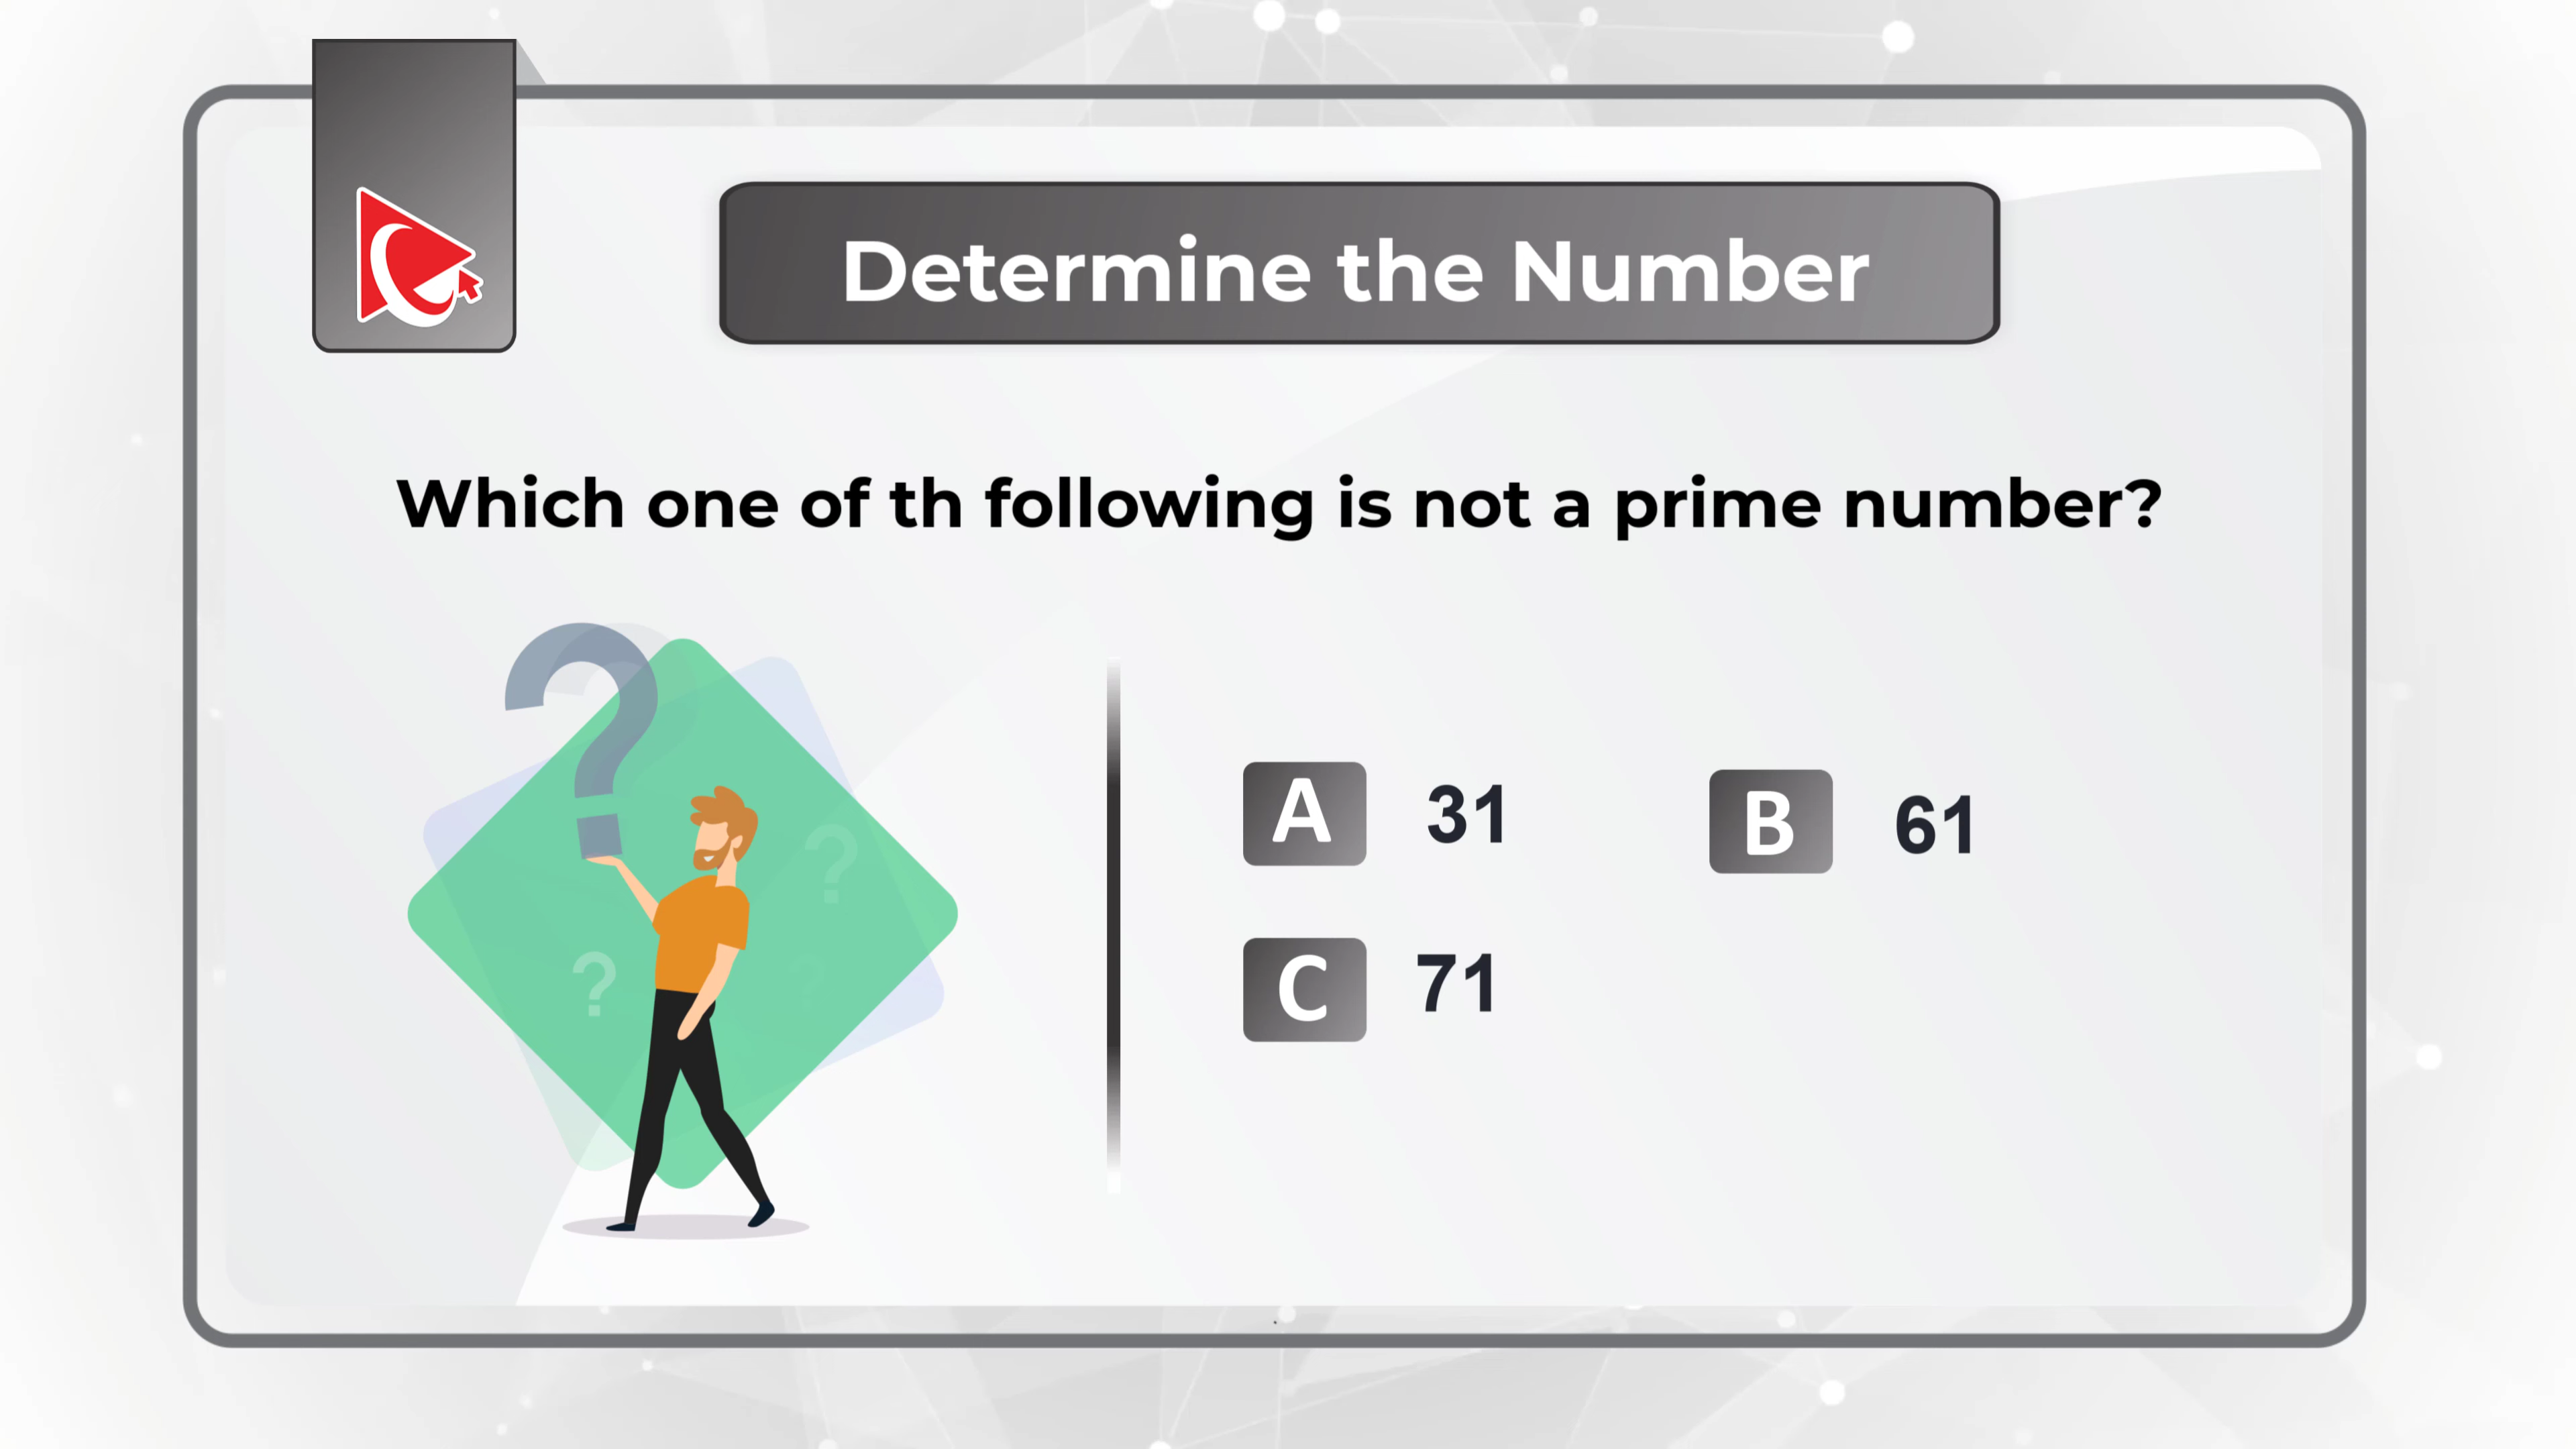 Determine the Number
Which one of th following is not a prime number?
A 31
B 61
C 71